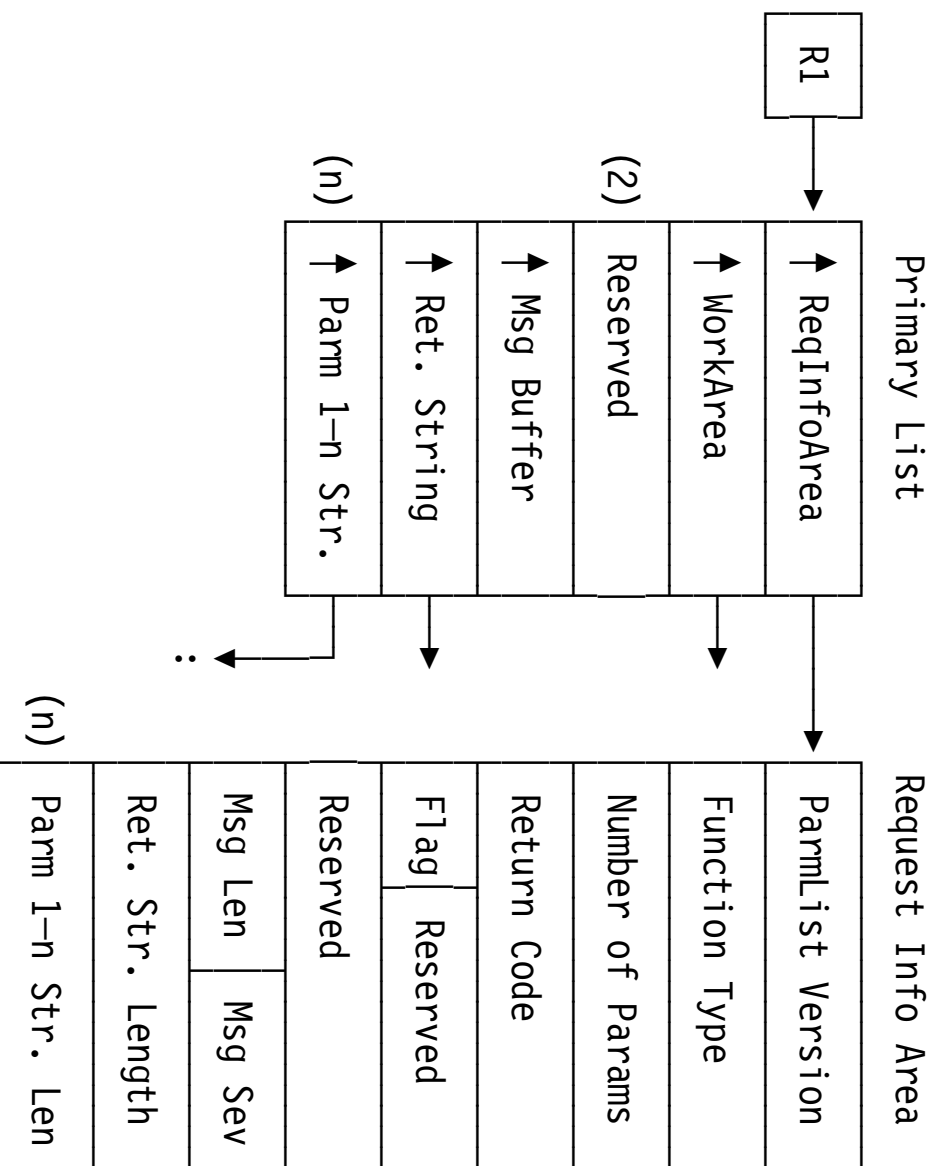 Primary List
Request Info Area
R1
→ ReqInfoArea
→ WorkArea
(2) Reserved
→ Msg Buffer
→ Ret. String
(n) → Parm 1–n Str.
:
ParmList Version
Function Type
Number of Params
Return Code
Flag Reserved
Reserved
Msg Len Msg Sev
Ret. Str. Length
(n) Parm 1–n Str. Len